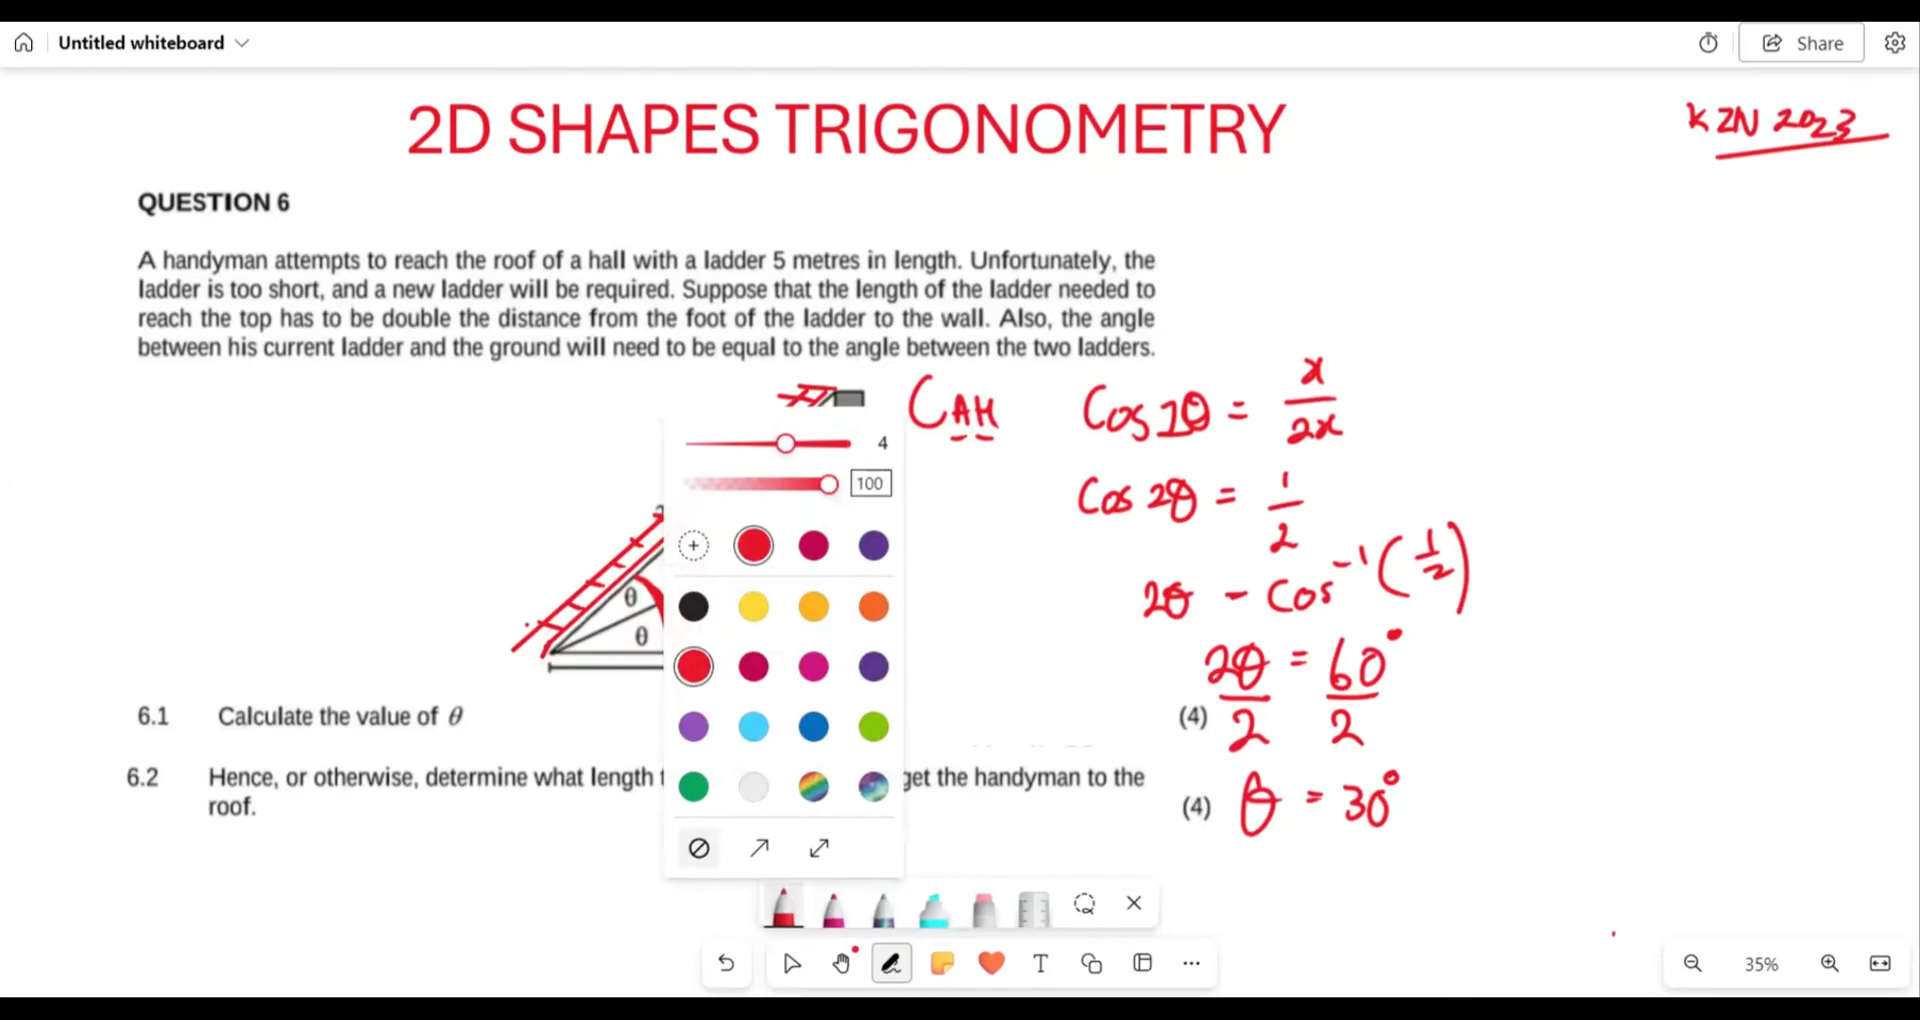 Untitled whiteboard
Share
2D SHAPES TRIGONOMETRY
KZN 2023
QUESTION 6
A handyman attempts to reach the roof of a hall with a ladder 5 metres in length. Unfortunately, the
ladder is too short, and a new ladder will be required. Suppose that the length of the ladder needed to
reach the top has to be double the distance from the foot of the ladder to the wall. Also, the angle
between his current ladder and the ground will need to be equal to the angle between the two ladders.
CAH
Cos 2θ = x/2x
4
100
Cos 2θ = 1/2
θ
θ
2θ = Cos⁻¹(1/2)
2θ/2 = 60°/2
6.1 Calculate the value of θ (4)
6.2 Hence, or otherwise, determine what length get the handyman to the
roof. (4)
θ = 30°
T
35%